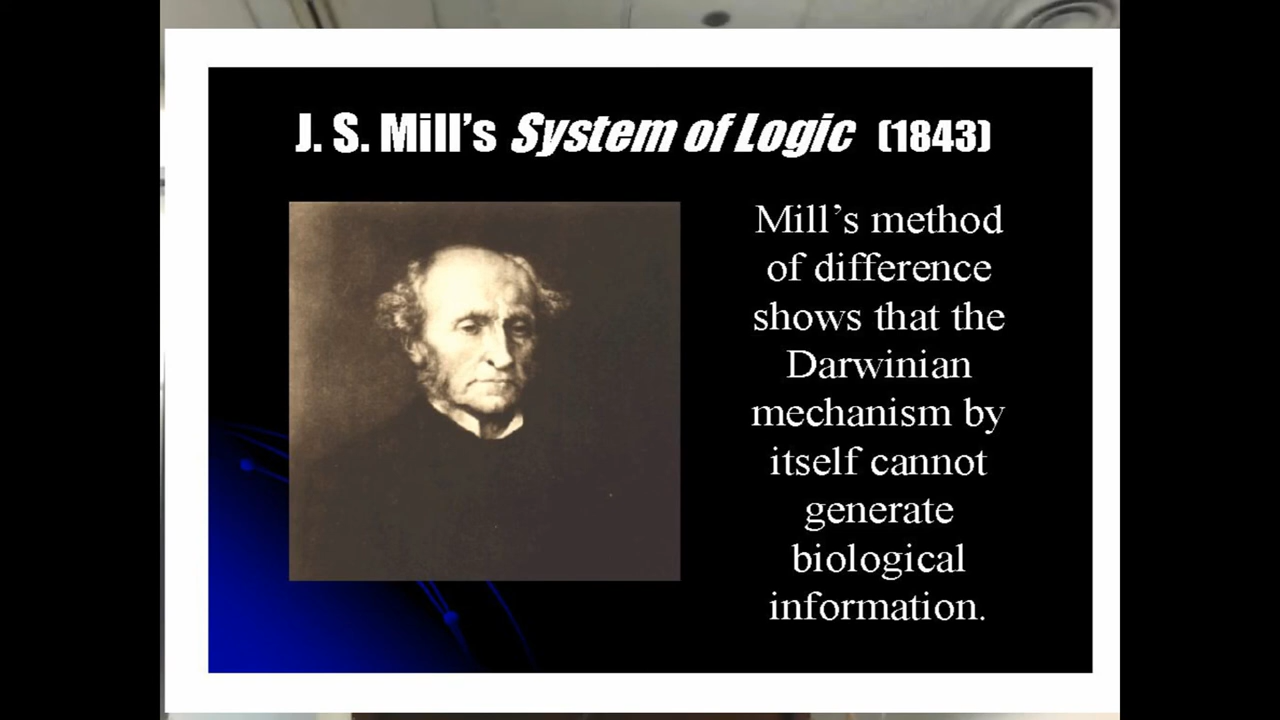 J. S. Mill’s System of Logic (1843)
Mill’s method
of difference
shows that the
Darwinian
mechanism by
itself cannot
generate
biological
information.